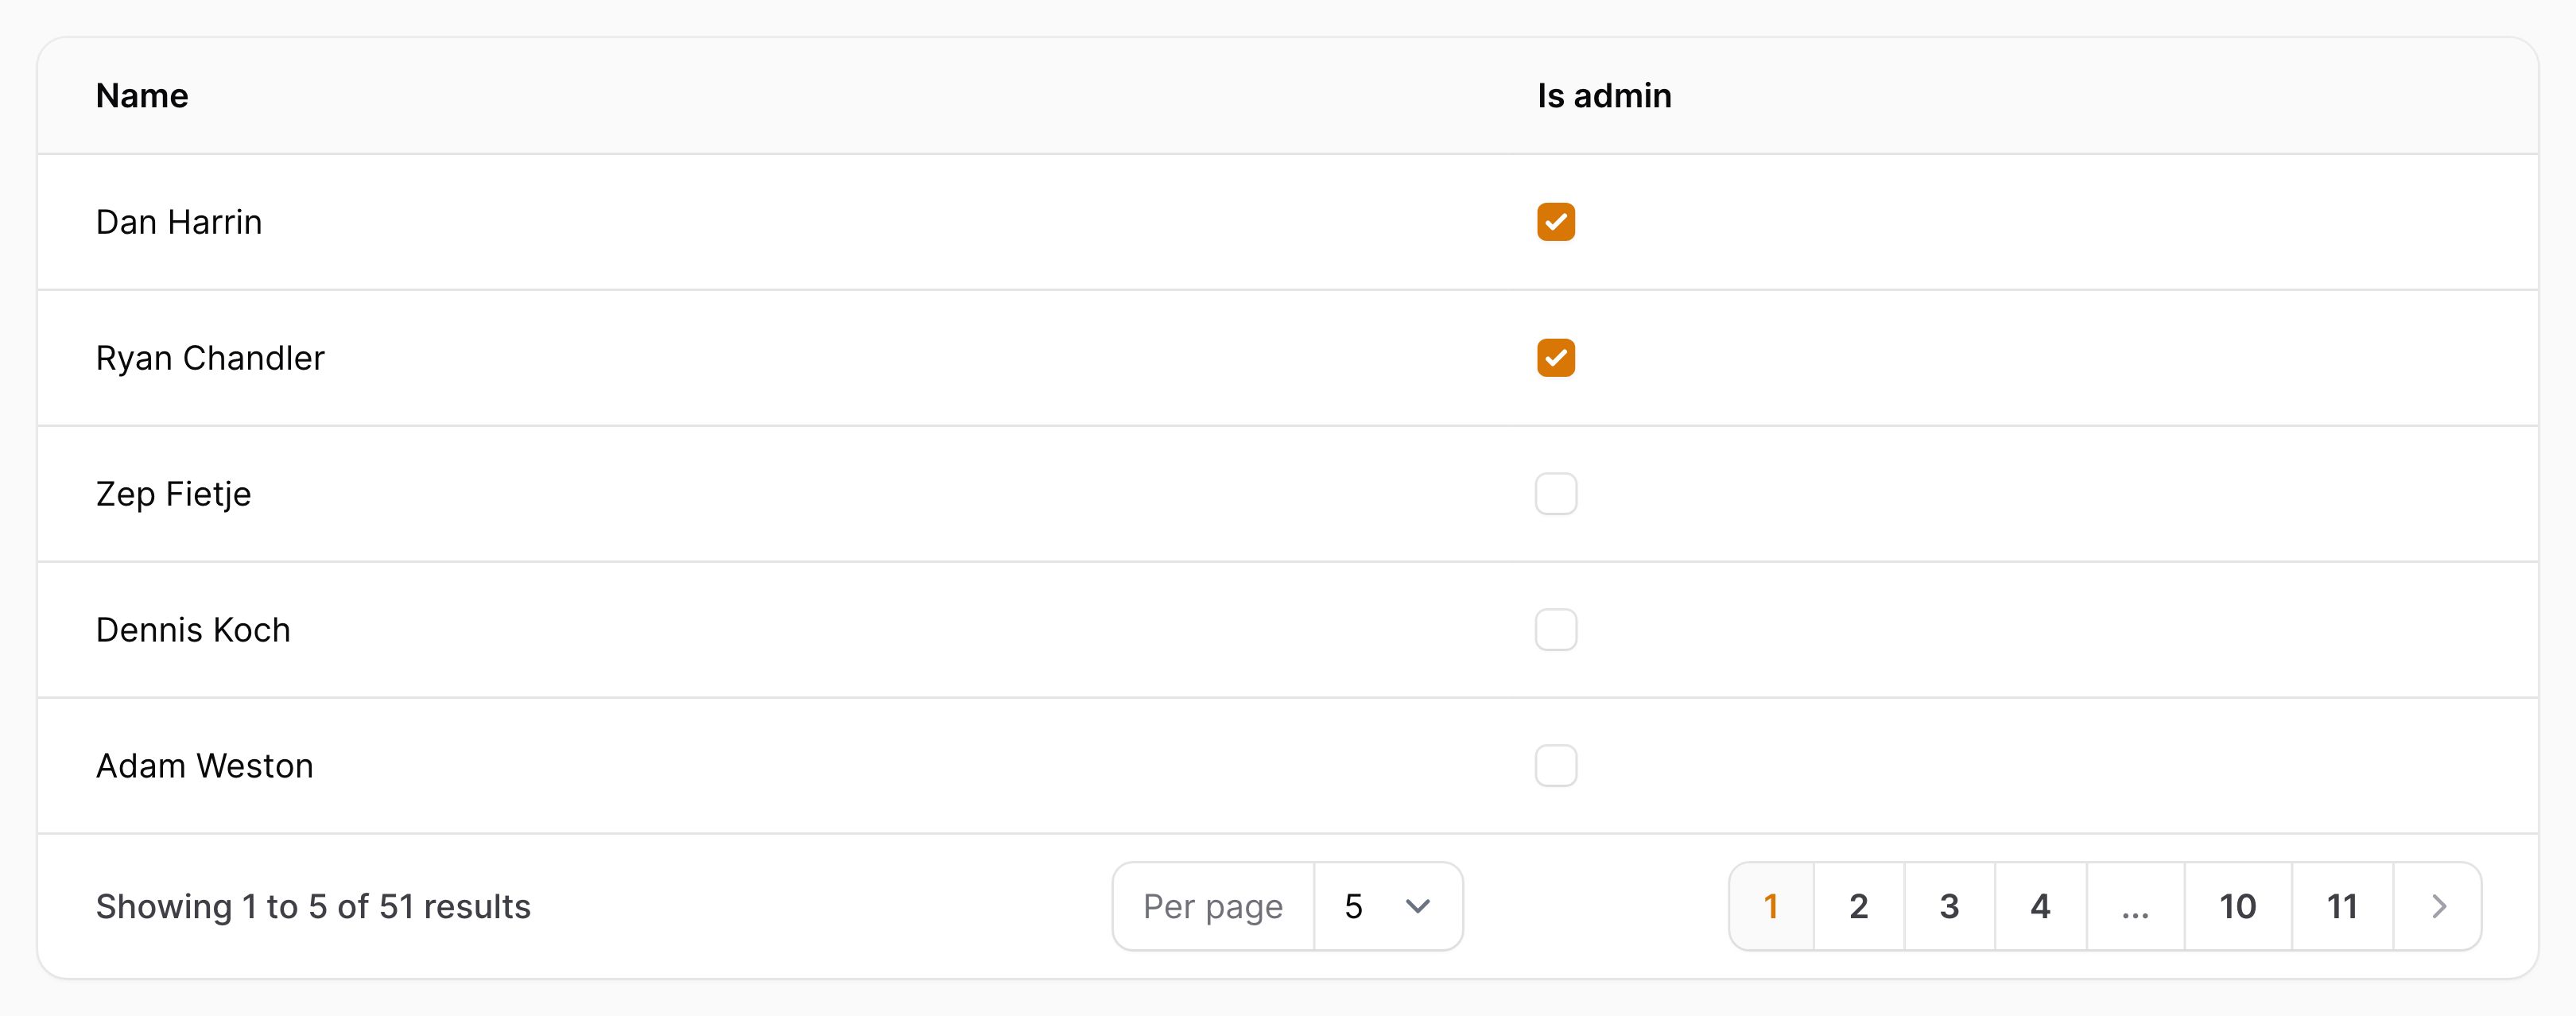 Name Is admin
Dan Harrin
Ryan Chandler
Zep Fietje
Dennis Koch
Adam Weston
Showing 1 to 5 of 51 results Per page 5 1 2 3 4 ... 10 11